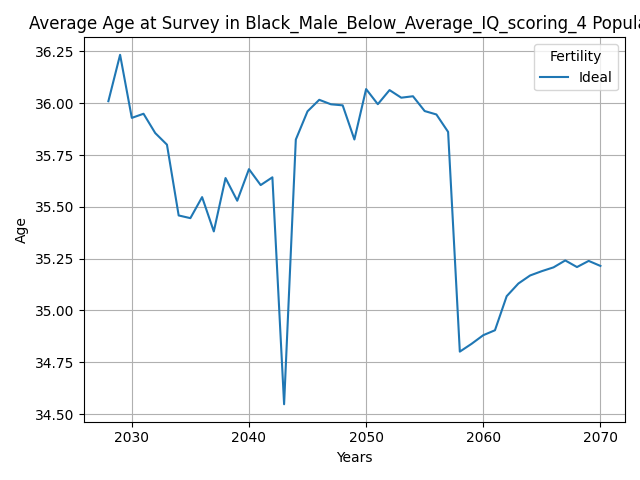 Average Age at Survey in Black_Male_Below_Average_IQ_scoring_4 Popula
Fertility
Ideal
36.25
36.00
35.75
35.50
35.25
35.00
34.75
34.50
Age
2030 2040 2050 2060 2070
Years